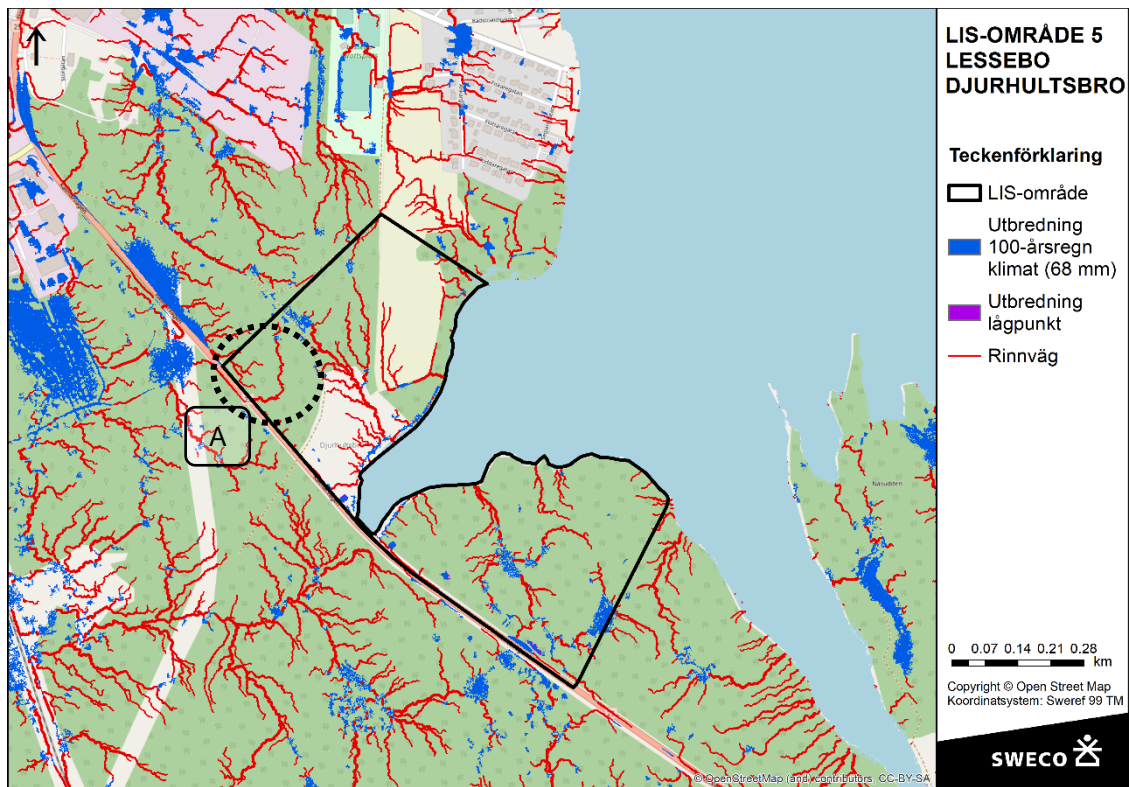 LIS-OMRÅDE 5
LESSEBO
DJURHULTSBRO
Teckenförklaring
LIS-område
Utbredning
100-årsregn
klimat (68 mm)
Utbredning
lågpunkt
Rinnväg
A
Näsudden
0 0.07 0.14 0.21 0.28
km
Copyright © Open Street Map
Koordinatsystem: Sweref 99 TM
SWECO
© OpenStreetMap (and) contributors, CC-BY-SA